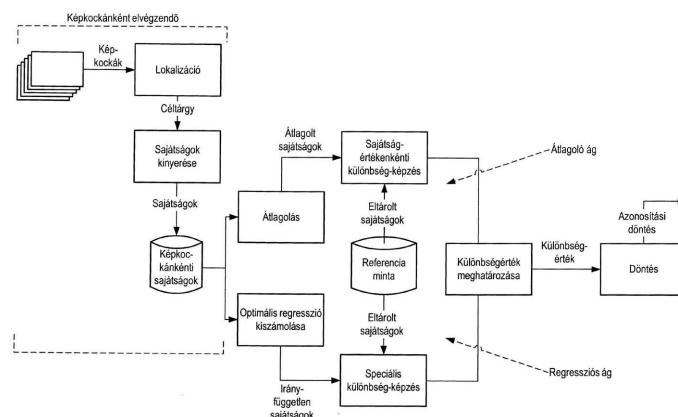 Képkockánként elvégzendő
Kép-
kockák
Lokalizáció
Céltárgy
Sajátságok
kinyerése
Sajátságok
Képkoc-
kánkénti
sajátságok
Átlagolás
Optimális regresszió
kiszámolása
Átlagolt
sajátságok
Irány-
független
sajátságok
Sajátság-
értékenkénti
különbség-képzés
Eltárolt
sajátságok
Referencia
minta
Eltárolt
sajátságok
Speciális
különbség-képzés
Átlagoló ág
Különbségérték
meghatározása
Regressziós ág
Különbség-
érték
Azonosítási
döntés
Döntés